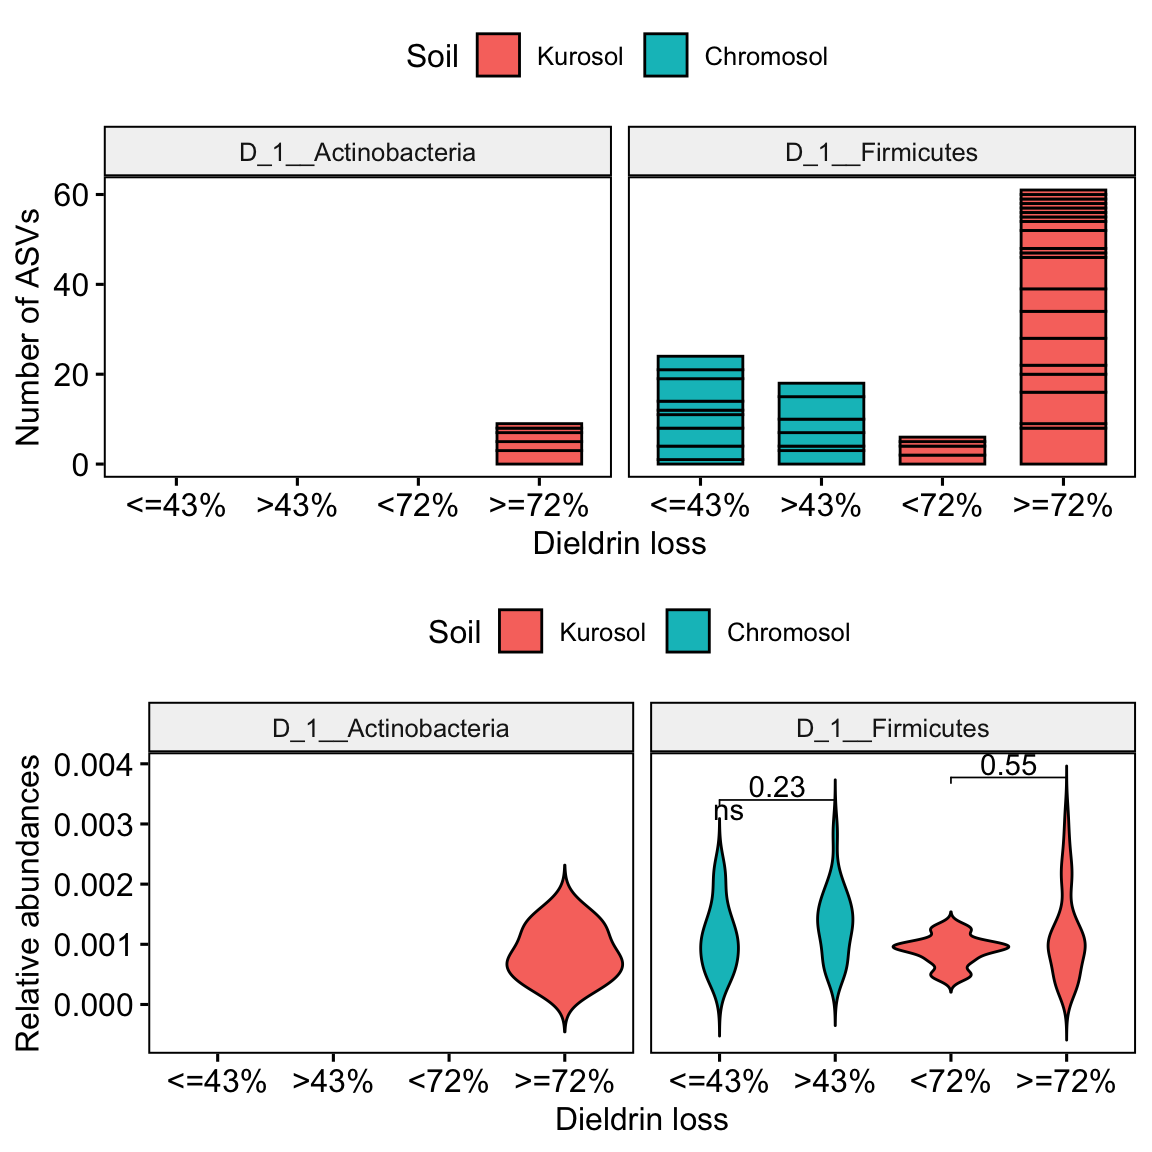 Soil Kurosol Chromosol
D_1__Actinobacteria D_1__Firmicutes
Number of ASVs
60
40
20
0
<=43% >43% <72% >=72% <=43% >43% <72% >=72%
Dieldrin loss
Soil Kurosol Chromosol
D_1__Actinobacteria D_1__Firmicutes
Relative abundances
0.004
0.003
0.002
0.001
0.000
0.55
0.23
ns
<=43% >43% <72% >=72% <=43% >43% <72% >=72%
Dieldrin loss